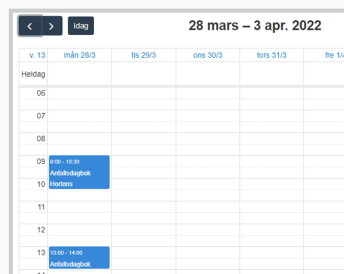 Idag
28 mars – 3 apr. 2022
v. 13 mån 28/3 tis 29/3 ons 30/3 tors 31/3 fre 1/4
Heldag
06
07
08
09 9:00 - 10:30
Anfallsdagbok
10 Hortons
11
12
13 13:00 - 14:00
Anfallsdagbok